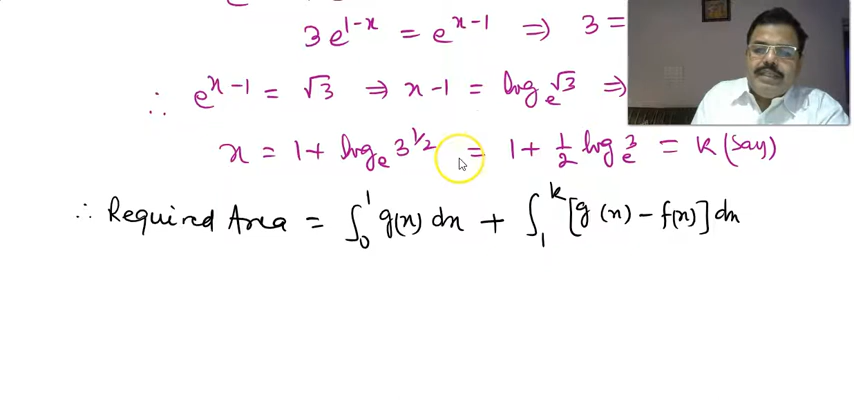 3e^{1-x} = e^{x-1} ⇒ 3 =
∴ e^{x-1} = √3 ⇒ x-1 = log_e √3 ⇒
x = 1 + log_e 3^{1/2} = 1 + 1/2 log_e 3 = k (Say)
∴ Required Area = ∫_0^1 g(x) dx + ∫_1^k [g(x) - f(x)] dx